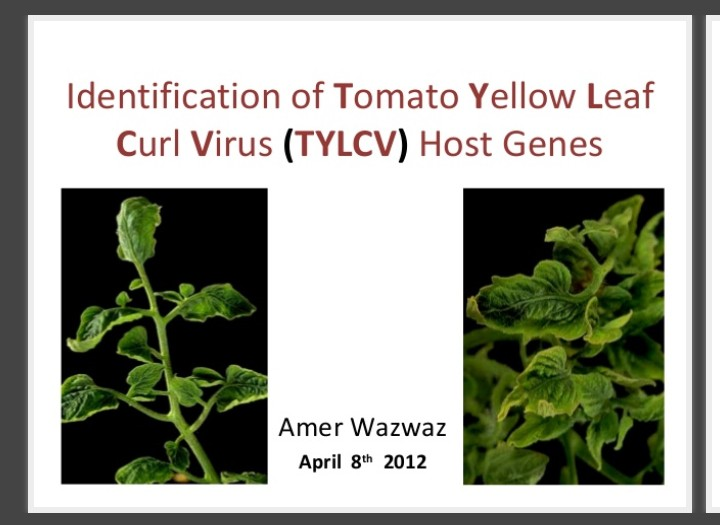 Identification of Tomato Yellow Leaf
Curl Virus (TYLCV) Host Genes
Amer Wazwaz
April 8th 2012